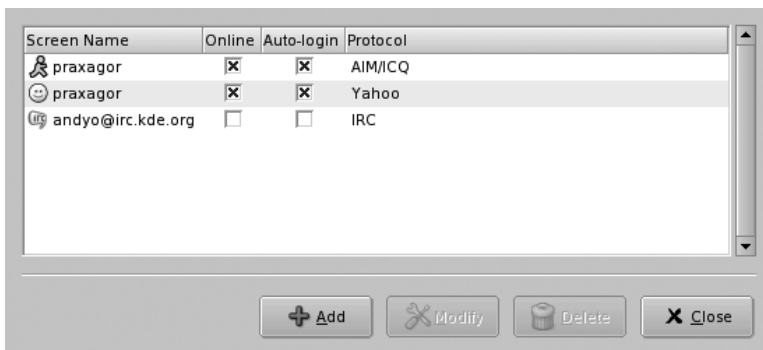 Screen Name Online Auto-login Protocol
praxagor AIM/ICQ
praxagor Yahoo
andyo@irc.kde.org IRC
Add Modify Delete Close